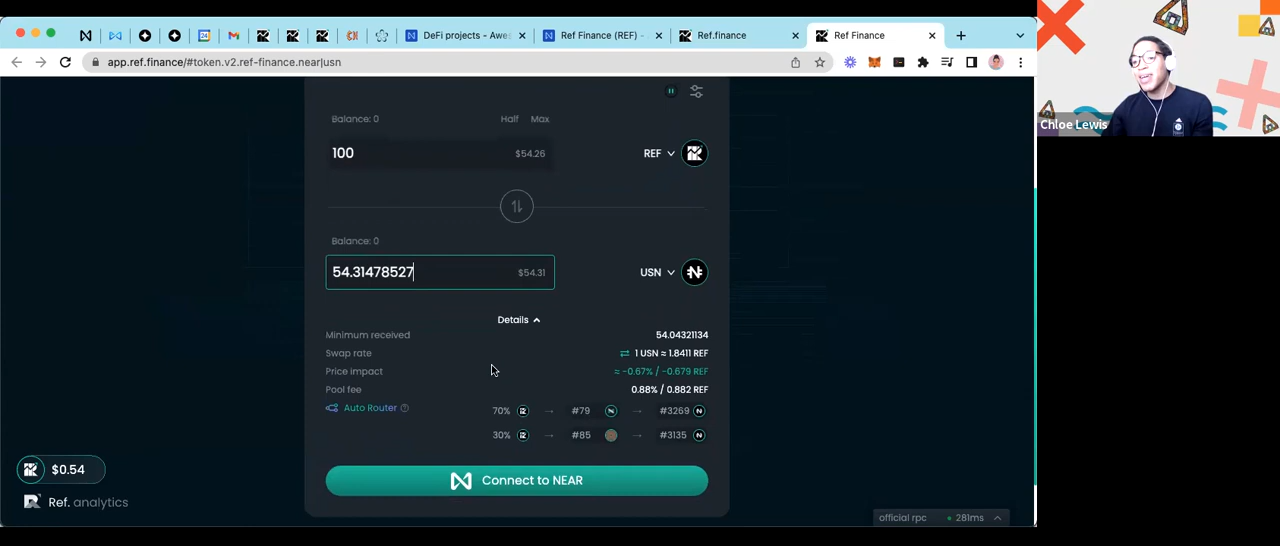 DeFi projects - Awes
Ref Finance (REF) -
Ref.finance
Ref Finance
app.ref.finance/#token.v2.ref-finance.near|usn
Chloe Lewis
Balance: 0 Half Max
100 $54.26 REF
Balance: 0
54.31478527 $54.31 USN
Details
Minimum received 54.04321134
Swap rate 1 USN ≈ 1.8411 REF
Price impact ≈ -0.67% / -0.679 REF
Pool fee 0.88% / 0.882 REF
Auto Router
70% #79 #3269
30% #85 #3135
Connect to NEAR
$0.54
Ref. analytics
official rpc 281ms